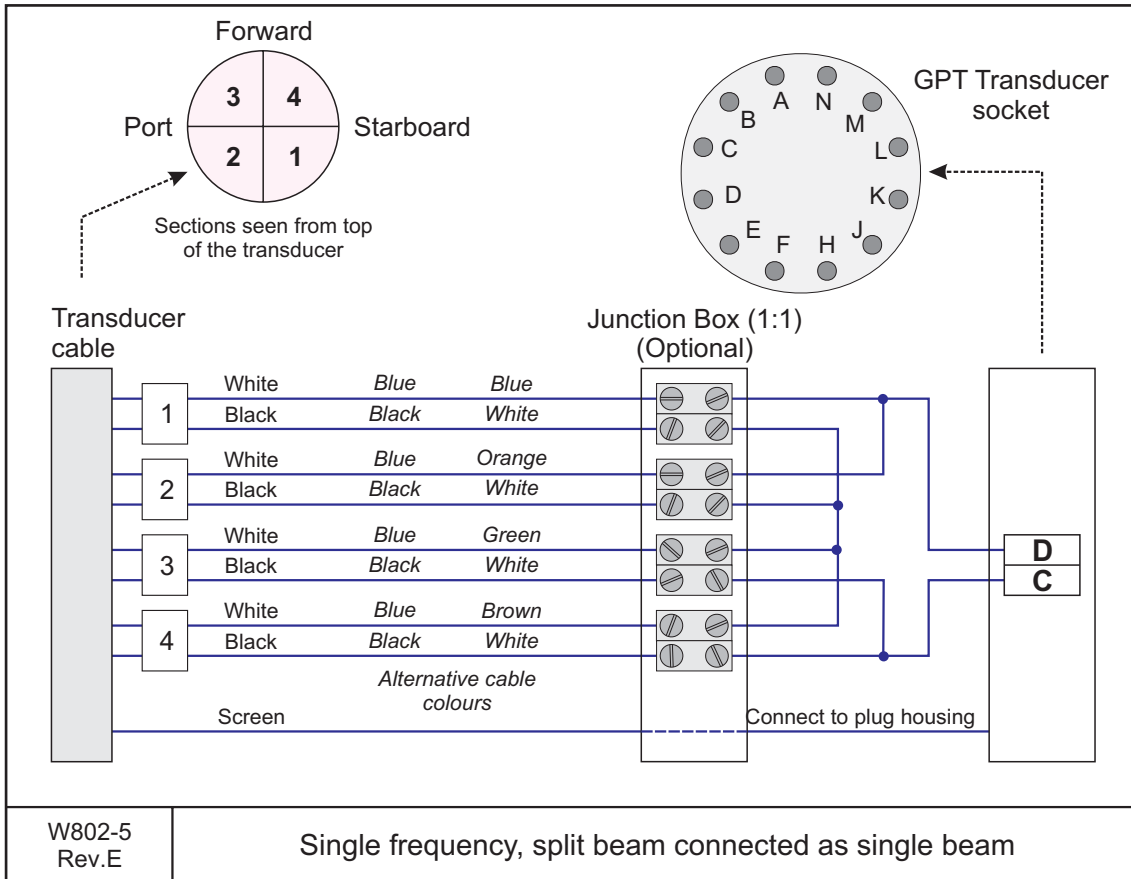 Forward
3 4
Port
Starboard
2 1
Sections seen from top
of the transducer
GPT Transducer
socket
A N
B M
C L
D K
E J
F H
Transducer
cable
Junction Box (1:1)
(Optional)
1
White Blue Blue
Black Black White
2
White Blue Orange
Black Black White
3
White Blue Green
Black Black White
4
White Blue Brown
Black Black White
Alternative cable
colours
D
C
Screen
Connect to plug housing
W802-5
Rev.E
Single frequency, split beam connected as single beam